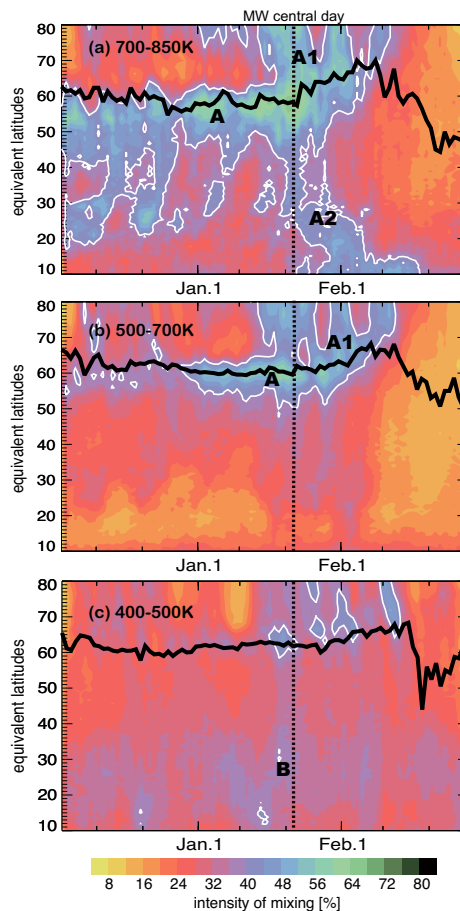 MW central day
(a) 700-850K
A1
A
A2
equivalent latitudes
80
70
60
50
40
30
20
10
Jan.1 Feb.1
(b) 500-700K
A1
A
equivalent latitudes
80
70
60
50
40
30
20
10
Jan.1 Feb.1
(c) 400-500K
B
equivalent latitudes
80
70
60
50
40
30
20
10
Jan.1 Feb.1
8 16 24 32 40 48 56 64 72 80
intensity of mixing [%]